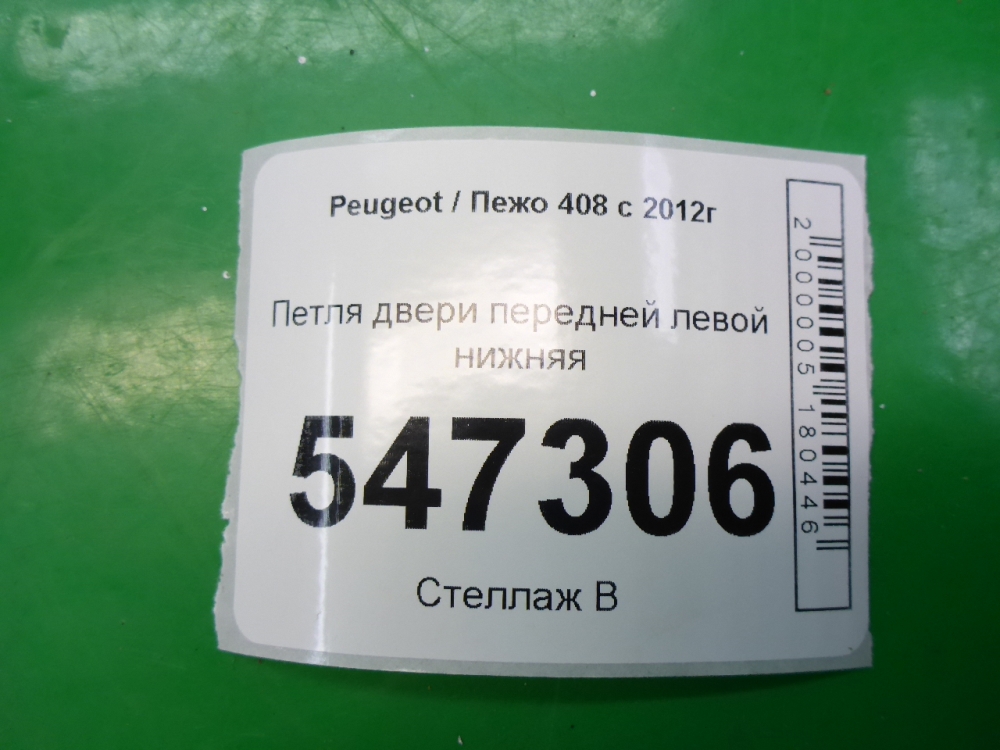 Peugeot / Пежо 408 с 2012г
Петля двери передней левой
нижняя
547306
Стеллаж В
2000005180446